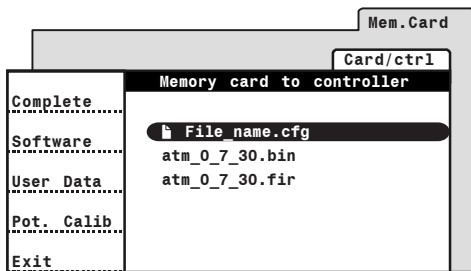 Mem.Card
Card/ctrl
Memory card to controller
Complete
Software
User Data
Pot. Calib
Exit
File_name.cfg
atm_0_7_30.bin
atm_0_7_30.fir